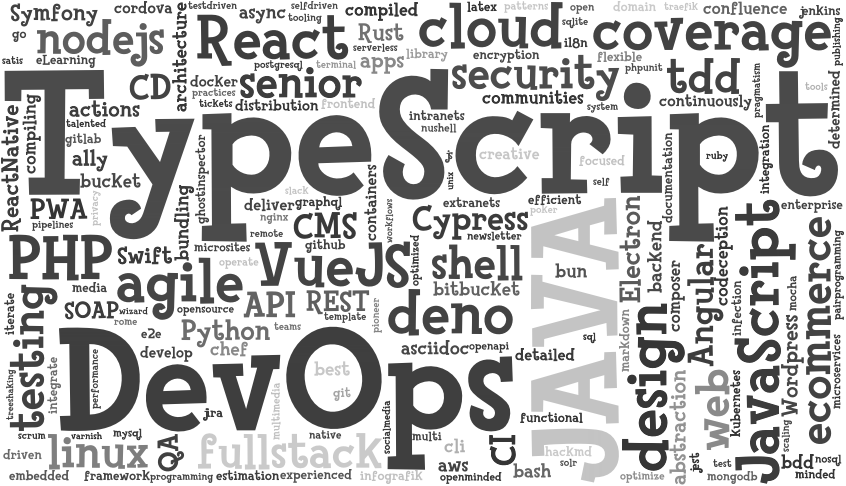 Symfony
cordova
testdriven
selfdriven
tooling
async
compiled
latex
patterns
open
domain
traefik
confluence
jenkins
go
nodejs
architecture
React
Rust
serverless
cloud
sqlite
il8n
coverage
publishing
satis
eLearning
postgresql
terminal
apps
library
encryption
flexible
phpunit
CD
docker
practices
tickets
senior
distribution
frontend
security
communities
system
tdd
continuously
pragmatism
tools
determined
TypeScript
ReactNative
compiling
actions
talented
gitlab
ally
bucket
privacy
PWA
pipelines
ghostinspector
slack
intranets
nushell
creative
focused
self
unix
ruby
documentation
integration
bundling
deliver
graphql
nginx
remote
CMS
github
containers
workflows
extranets
Cypress
newsletter
efficient
poker
enterprise
PHP
Swift
microsites
operate
VueJS
optimized
shell
bitbucket
bun
JAVA
Electron
backend
composer
Angular
codeception
JavaScript
ecommerce
pairprogramming
media
agile
SOAP
wizard
opensource
API
REST
template
pioneer
deno
iterate
testing
rome
e2e
Python
teams
develop
chef
asciidoc
openapi
detailed
sql
markdown
design
infection
mocha
Wordpress
microservices
treeshaking
integrate
performance
DevOps
best
git
jira
multimedia
native
socialmedia
multi
functional
abstraction
web
kubernetes
scaling
scrum
varnish
mysql
linux
QA
fullstack
cli
CI
hackmd
solr
jest
test
bdd
nosql
minded
driven
embedded
framework
programming
estimation
experienced
infografik
aws
openminded
bash
optimize
mongodb